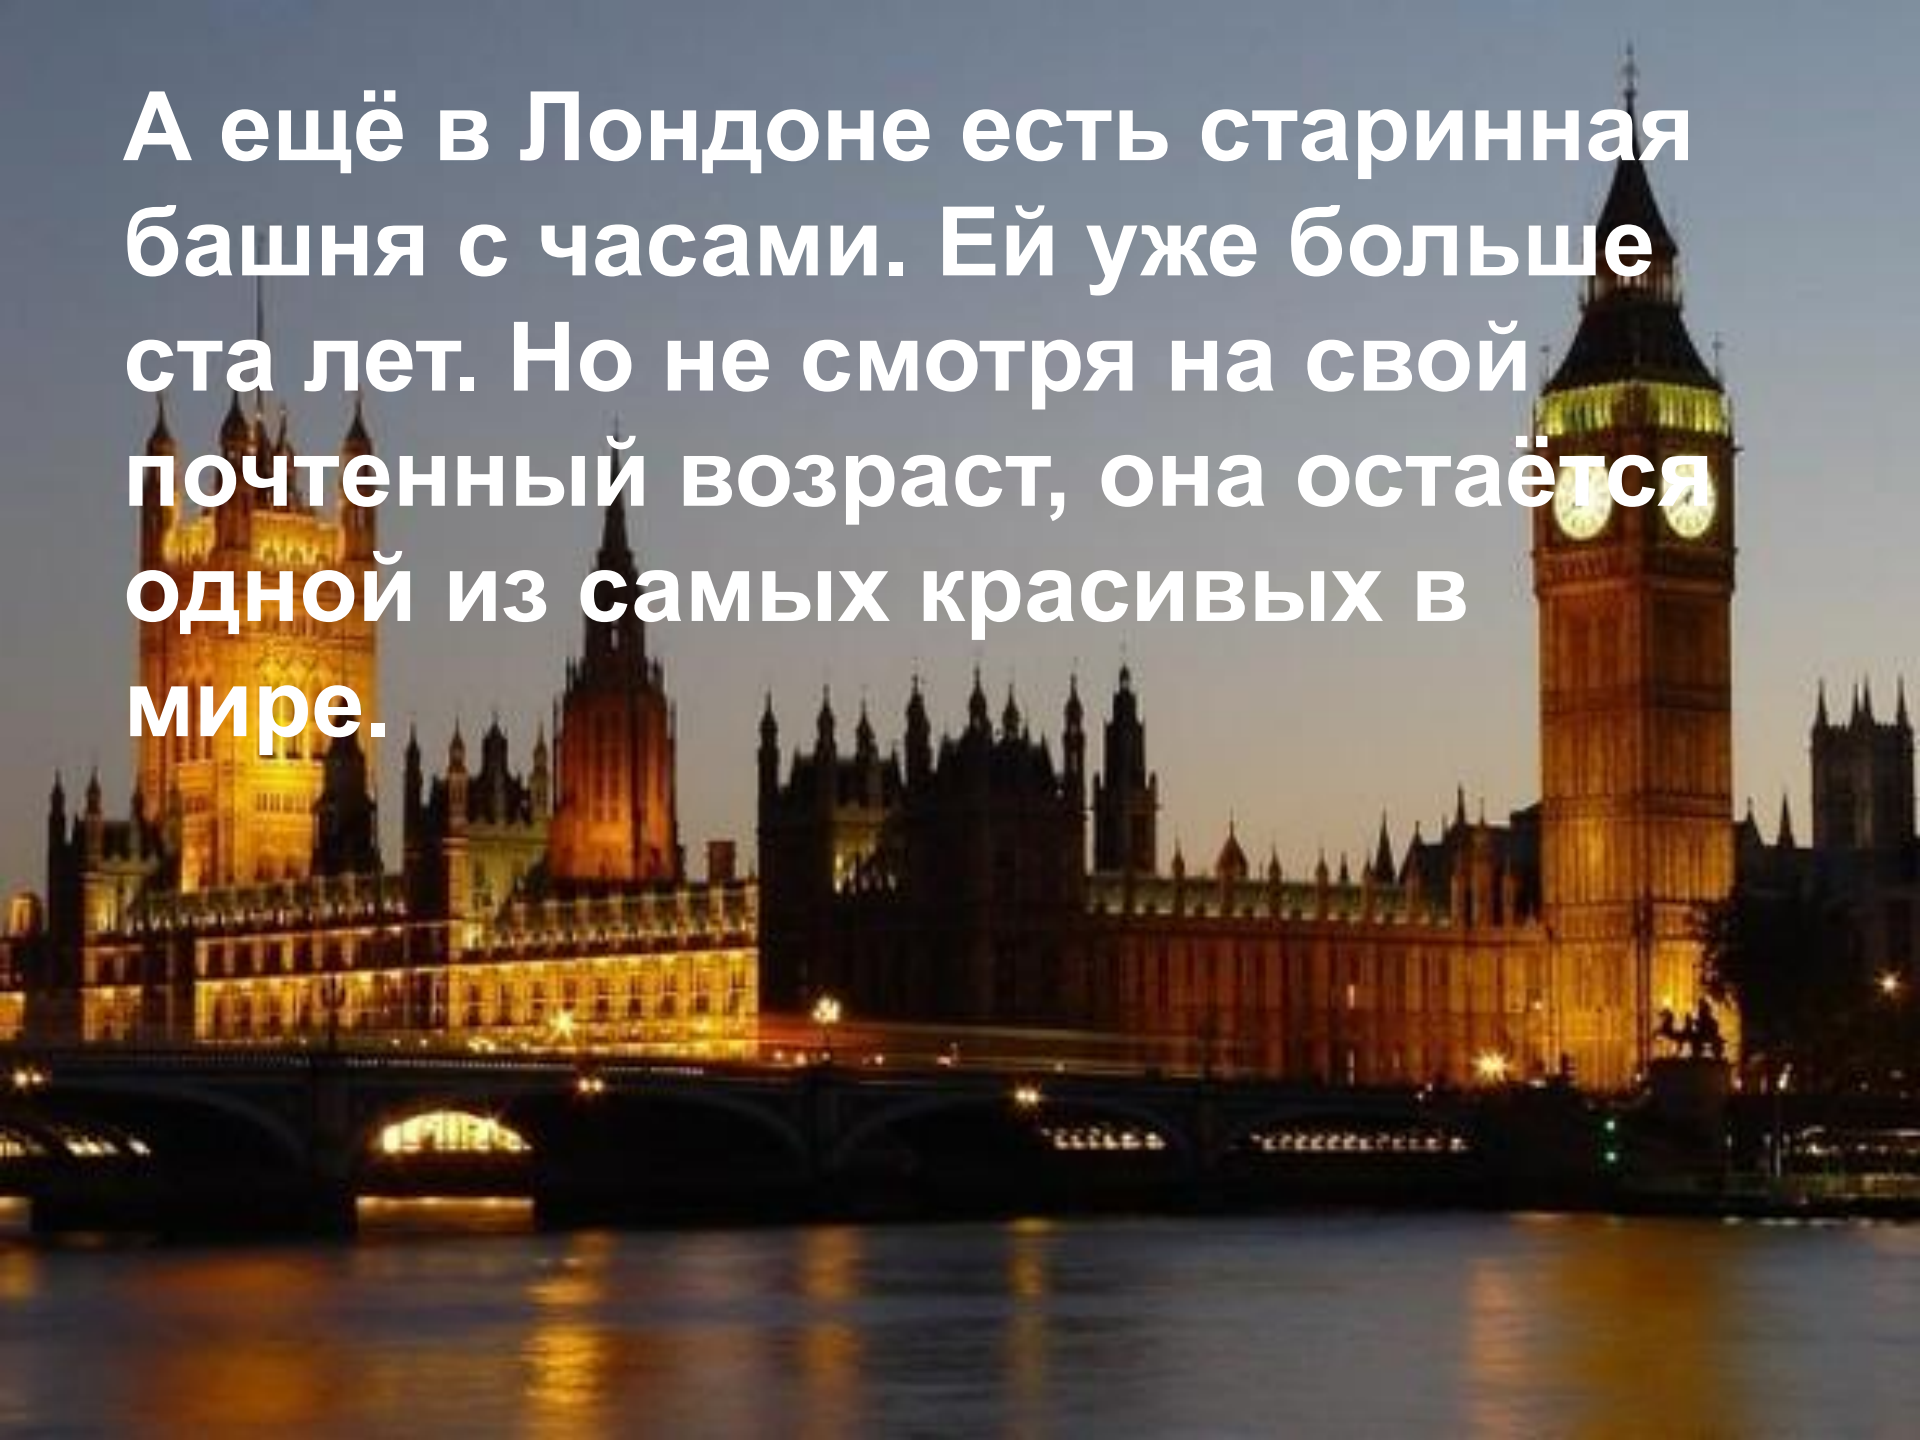 А ещё в Лондоне есть старинная
башня с часами. Ей уже больше
ста лет. Но не смотря на свой
почтенный возраст, она остаётся
одной из самых красивых в
мире.